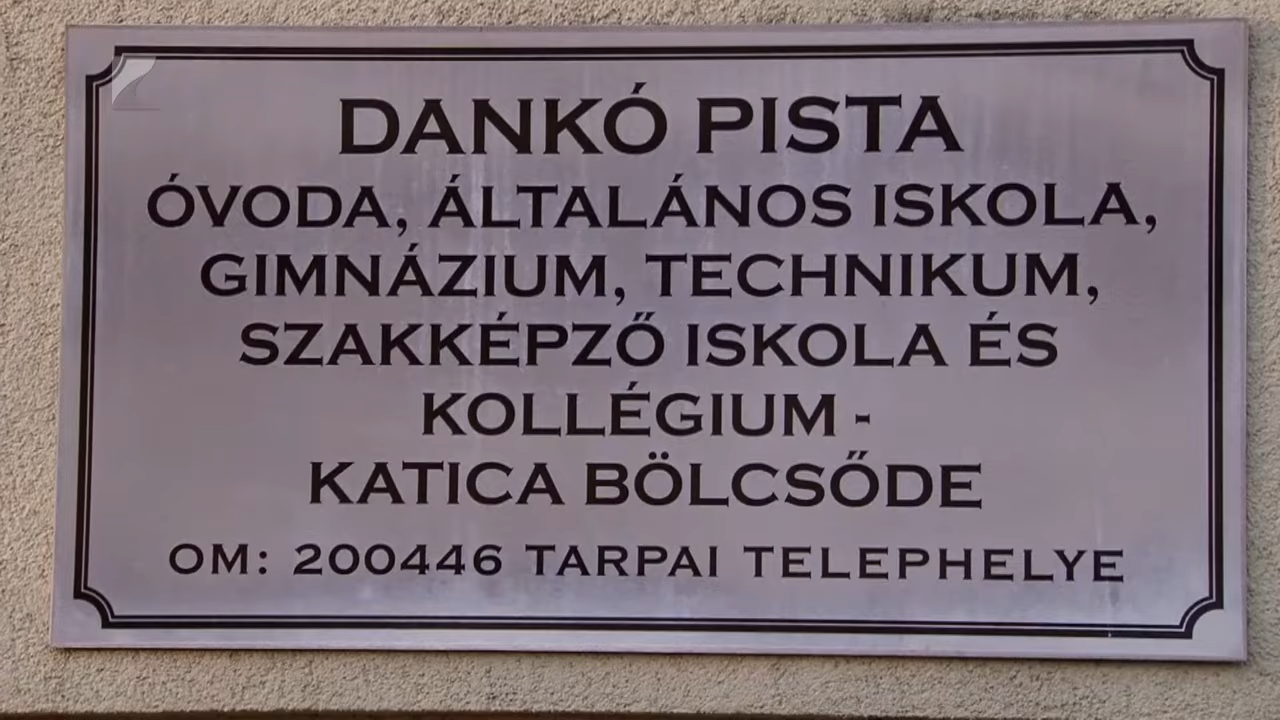 DANKÓ PISTA
ÓVODA, ÁLTALÁNOS ISKOLA,
GIMNÁZIUM, TECHNIKUM,
SZAKKÉPZŐ ISKOLA ÉS
KOLLÉGIUM -
KATICA BÖLCSŐDE
OM: 200446 TARPAI TELEPHELYE